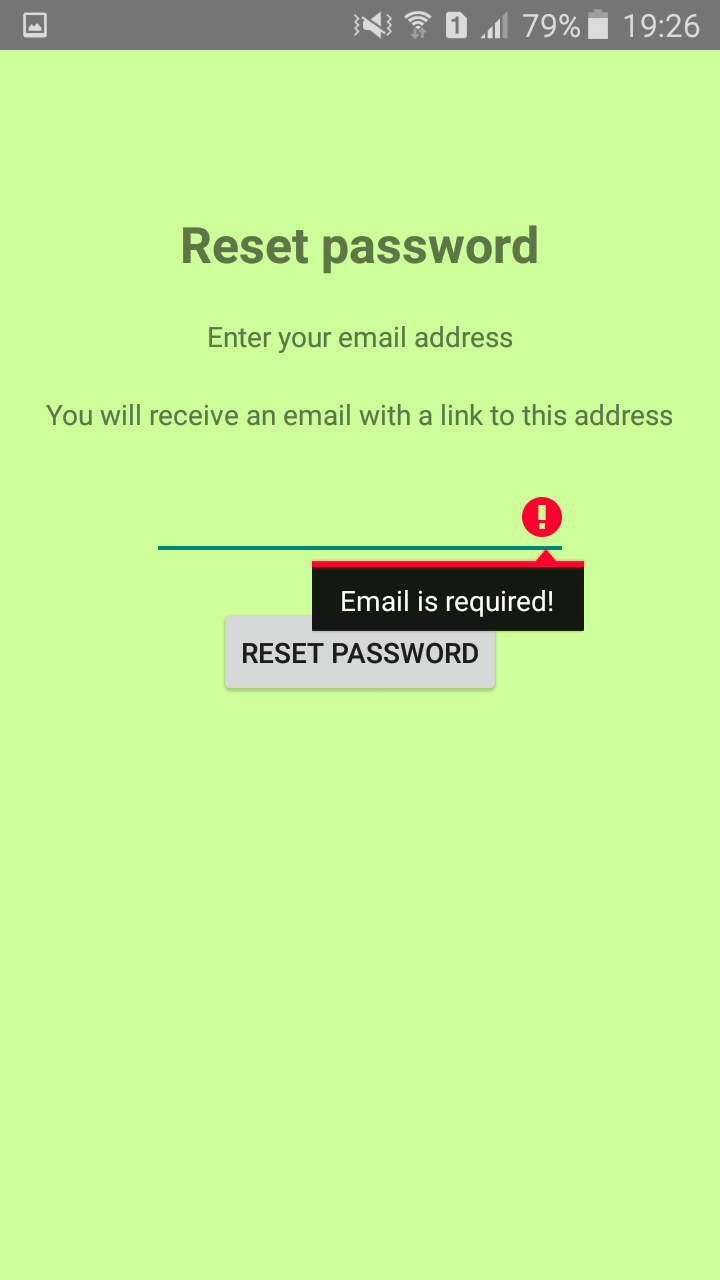 1 79% 19:26
Reset password
Enter your email address
You will receive an email with a link to this address
Email is required!
RESET PASSWORD